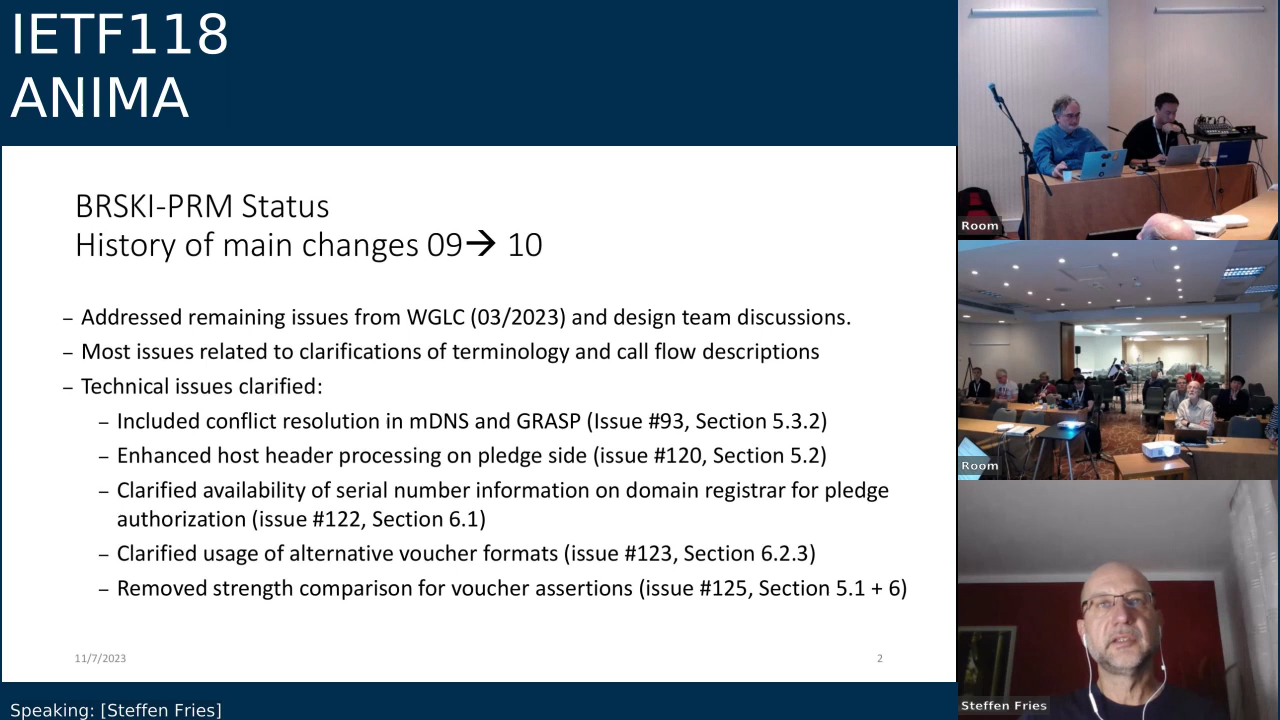 IETF118
ANIMA
BRSKI-PRM Status
History of main changes 09→ 10
– Addressed remaining issues from WGLC (03/2023) and design team discussions.
– Most issues related to clarifications of terminology and call flow descriptions
– Technical issues clarified:
– Included conflict resolution in mDNS and GRASP (Issue #93, Section 5.3.2)
– Enhanced host header processing on pledge side (issue #120, Section 5.2)
– Clarified availability of serial number information on domain registrar for pledge
authorization (issue #122, Section 6.1)
– Clarified usage of alternative voucher formats (issue #123, Section 6.2.3)
– Removed strength comparison for voucher assertions (issue #125, Section 5.1 + 6)
11/7/2023
2
Speaking: [Steffen Fries]
Room
Room
Steffen Fries